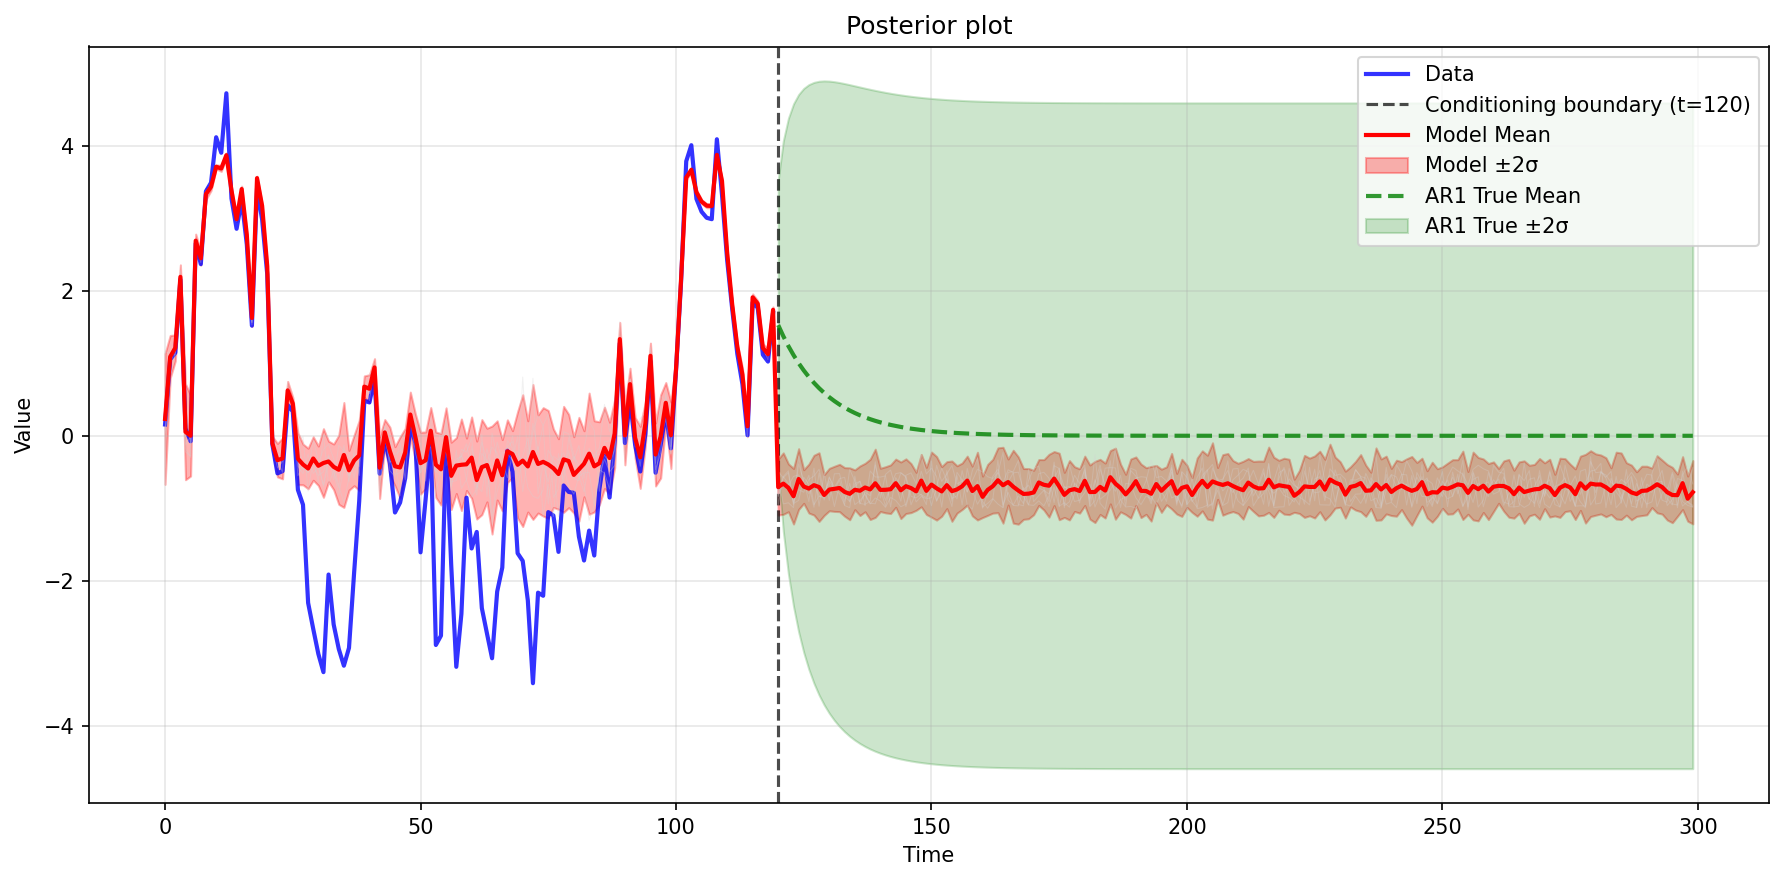 Posterior plot
Data
Conditioning boundary (t=120)
Model Mean
Model ±2σ
AR1 True Mean
AR1 True ±2σ
Value
4
2
0
−2
−4
0
50
100
150
200
250
300
Time